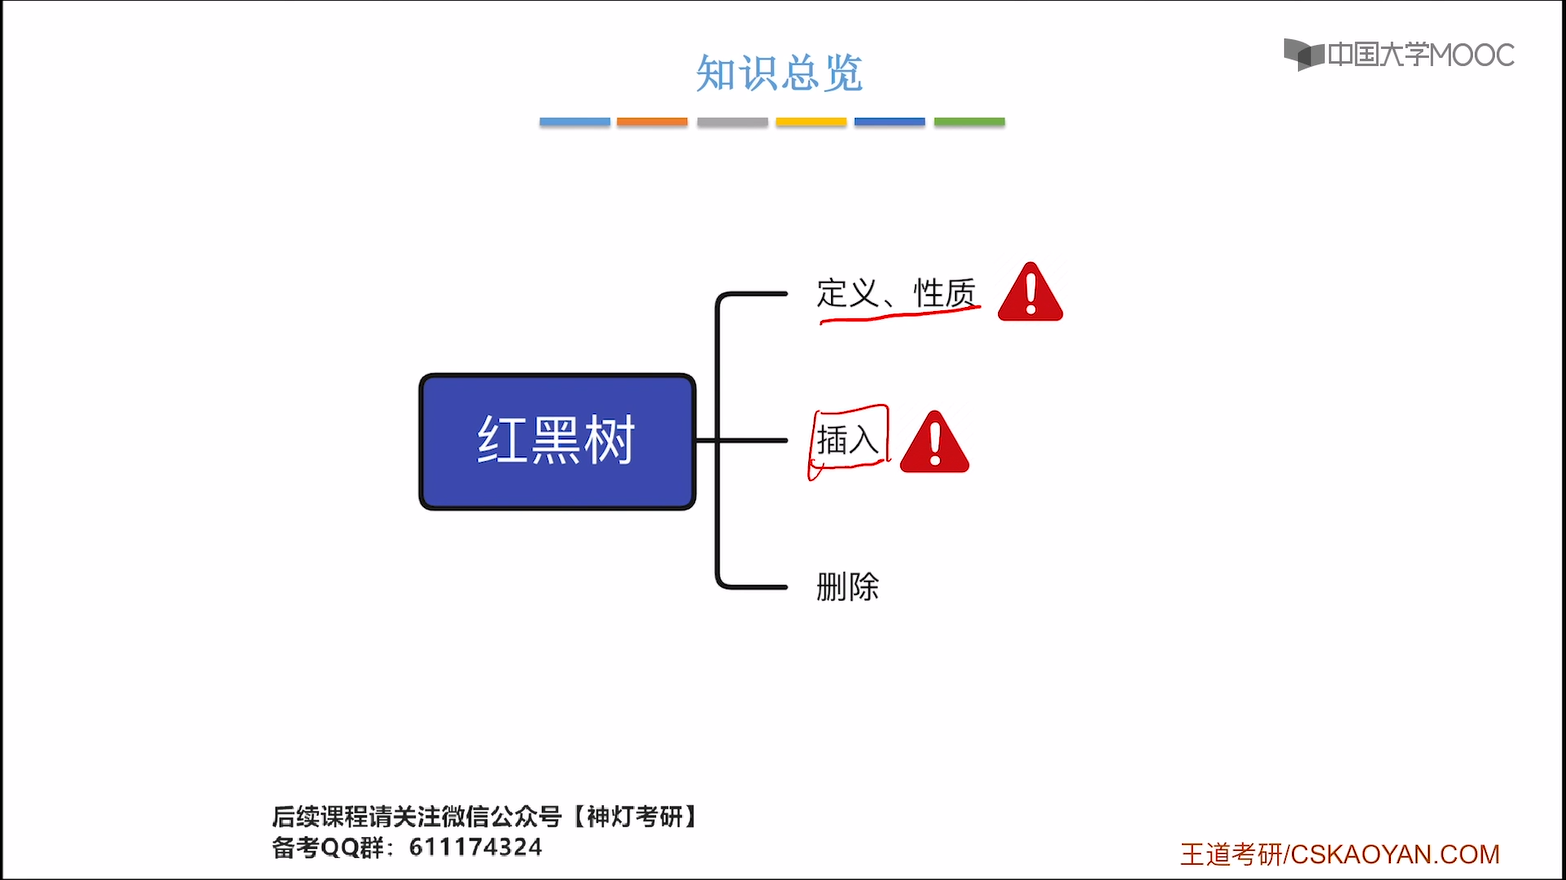 知识总览
中国大学MOOC
定义、性质
红黑树
插入
删除
后续课程请关注微信公众号【神灯考研】
备考QQ群：611174324
王道考研/CSKAOYAN.COM